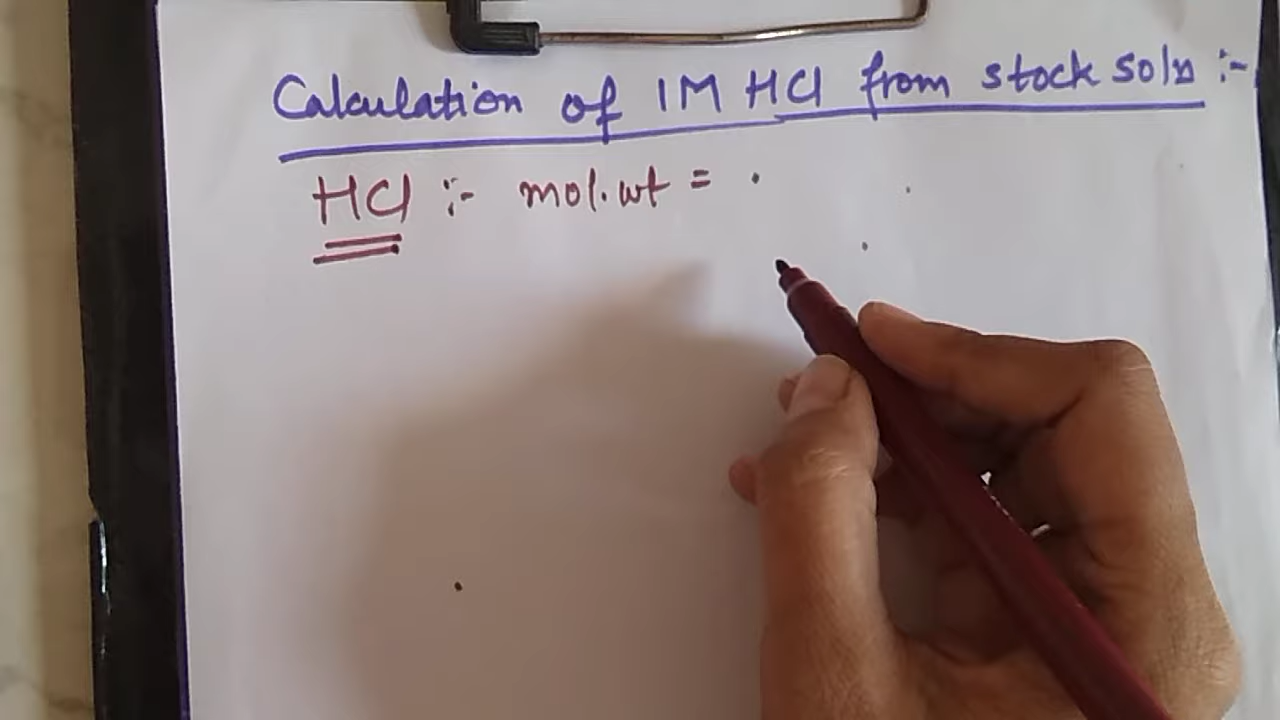 Calculation of 1M HCl from stock soln :-
HCl :- mol. wt = .